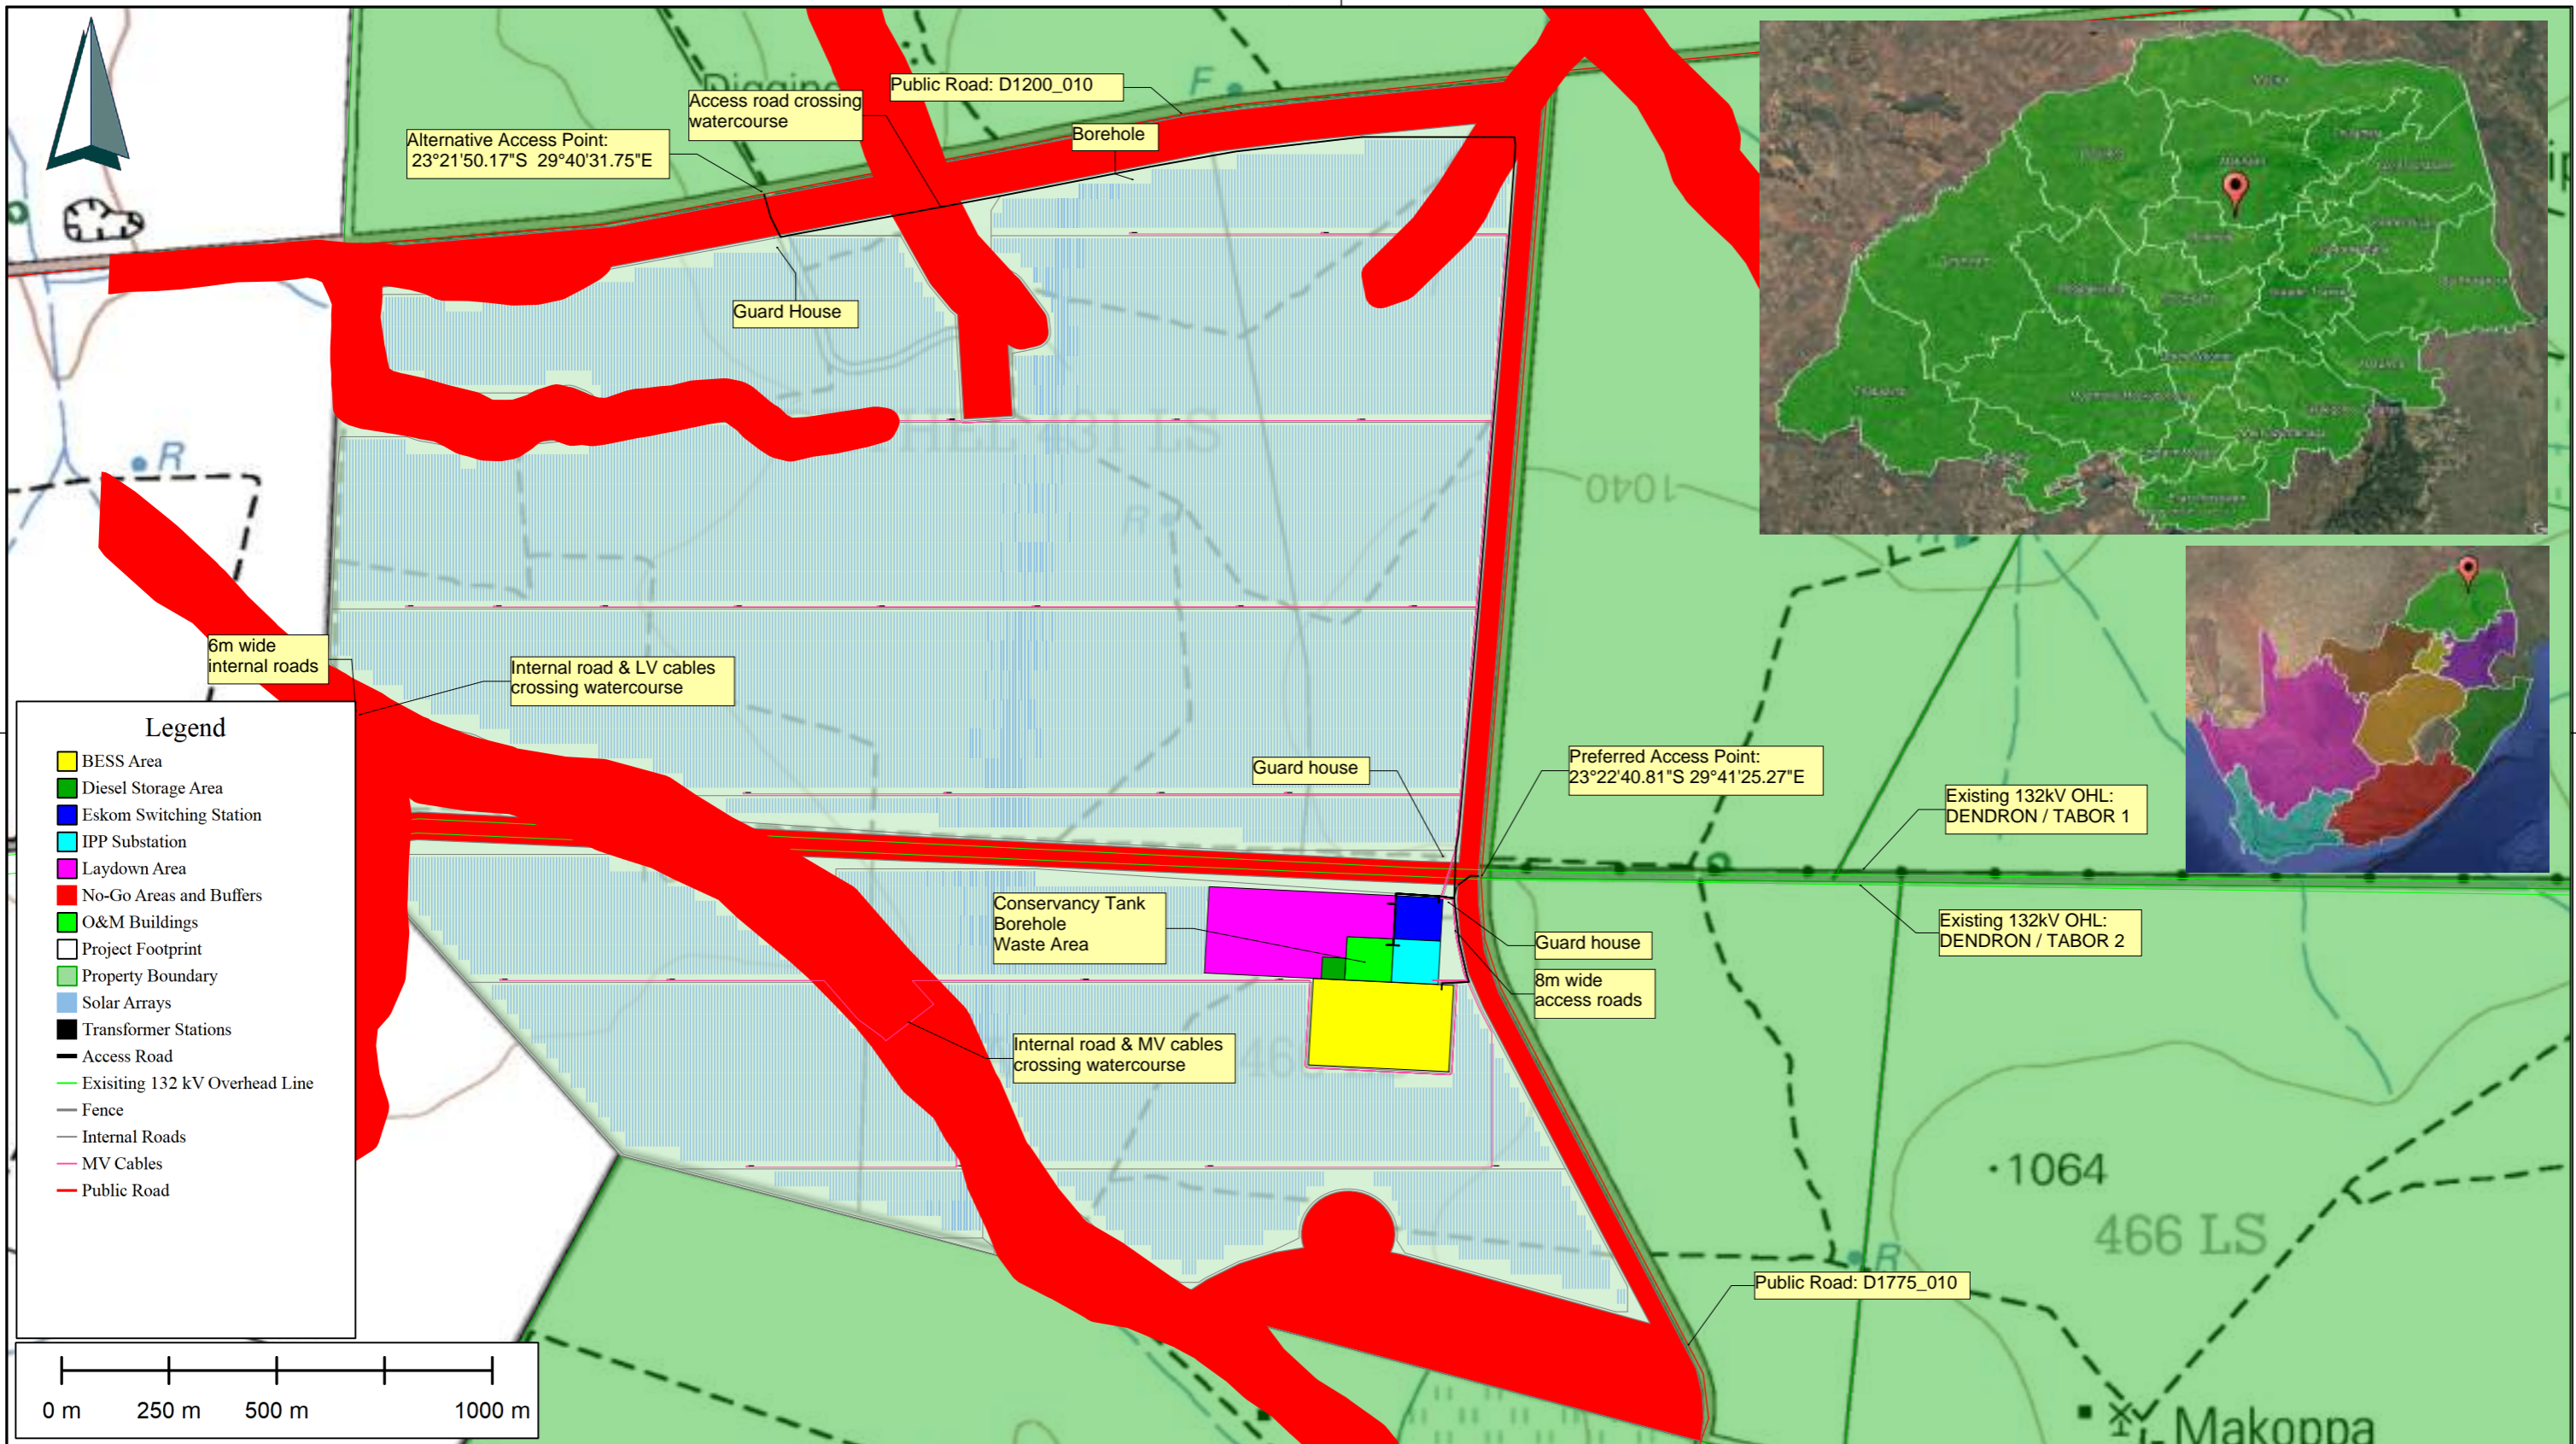 Diggin
F
Public Road: D1200_010
Access road crossing
watercourse
Alternative Access Point:
23°21'50.17"S 29°40'31.75"E
Borehole
Guard House
HEL 431 LS
R
R
1040
R
6m wide
internal roads
Internal road & LV cables
crossing watercourse
Guard house
Preferred Access Point:
23°22'40.81"S 29°41'25.27"E
Existing 132kV OHL:
DENDRON / TABOR 1
Existing 132kV OHL:
DENDRON / TABOR 2
Conservancy Tank
Borehole
Waste Area
Guard house
8m wide
access roads
Internal road & MV cables
crossing watercourse
46
1064
466 LS
R
Public Road: D1775_010
Makoppa
Legend
BESS Area
Diesel Storage Area
Eskom Switching Station
IPP Substation
Laydown Area
No-Go Areas and Buffers
O&M Buildings
Project Footprint
Property Boundary
Solar Arrays
Transformer Stations
Access Road
Exisiting 132 kV Overhead Line
Fence
Internal Roads
MV Cables
Public Road
0 m 250 m 500 m 1000 m